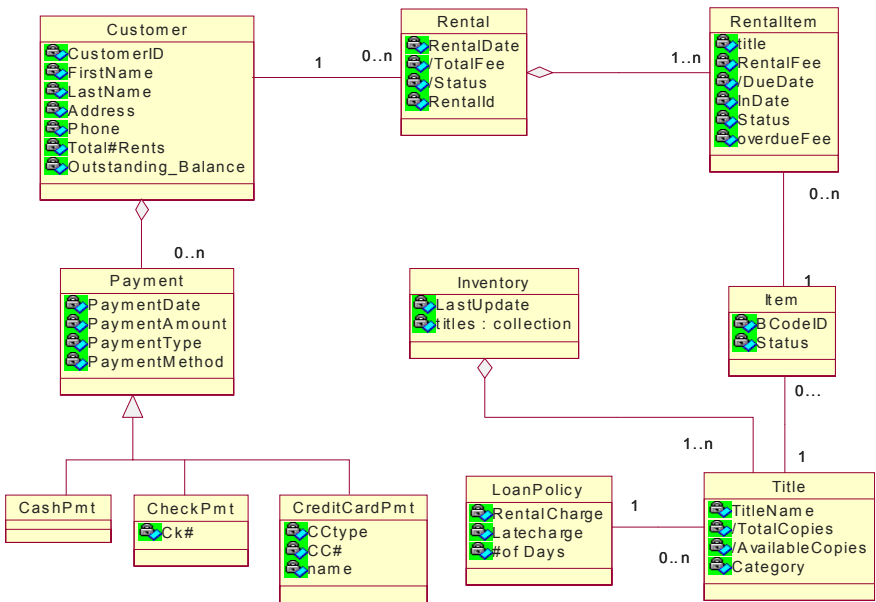 Customer
CustomerID
FirstName
LastName
Address
Phone
Total#Rents
Outstanding_Balance
1
0..n
Rental
RentalDate
/TotalFee
/Status
RentalId
1..n
RentalItem
title
RentalFee
/DueDate
InDate
Status
overdueFee
0..n
0..n
1
Payment
PaymentDate
PaymentAmount
PaymentType
PaymentMethod
Inventory
LastUpdate
titles : collection
Item
BCodeID
Status
0...
1..n
1
CashPmt
CheckPmt
Ck#
CreditCardPmt
CCtype
CC#
name
LoanPolicy
RentalCharge
Latecharge
#of Days
1
0..n
Title
TitleName
/TotalCopies
/AvailableCopies
Category